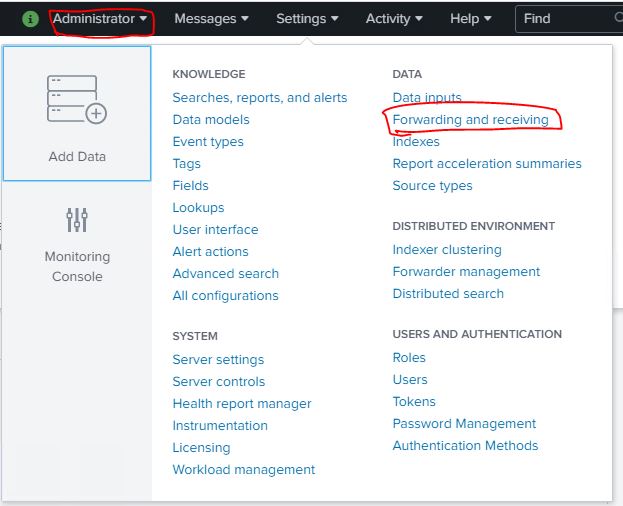 i Administrator Messages Settings Activity Help Find
Add Data
Monitoring
Console
KNOWLEDGE
Searches, reports, and alerts
Data models
Event types
Tags
Fields
Lookups
User interface
Alert actions
Advanced search
All configurations
SYSTEM
Server settings
Server controls
Health report manager
Instrumentation
Licensing
Workload management
DATA
Data inputs
Forwarding and receiving
Indexes
Report acceleration summaries
Source types
DISTRIBUTED ENVIRONMENT
Indexer clustering
Forwarder management
Distributed search
USERS AND AUTHENTICATION
Roles
Users
Tokens
Password Management
Authentication Methods